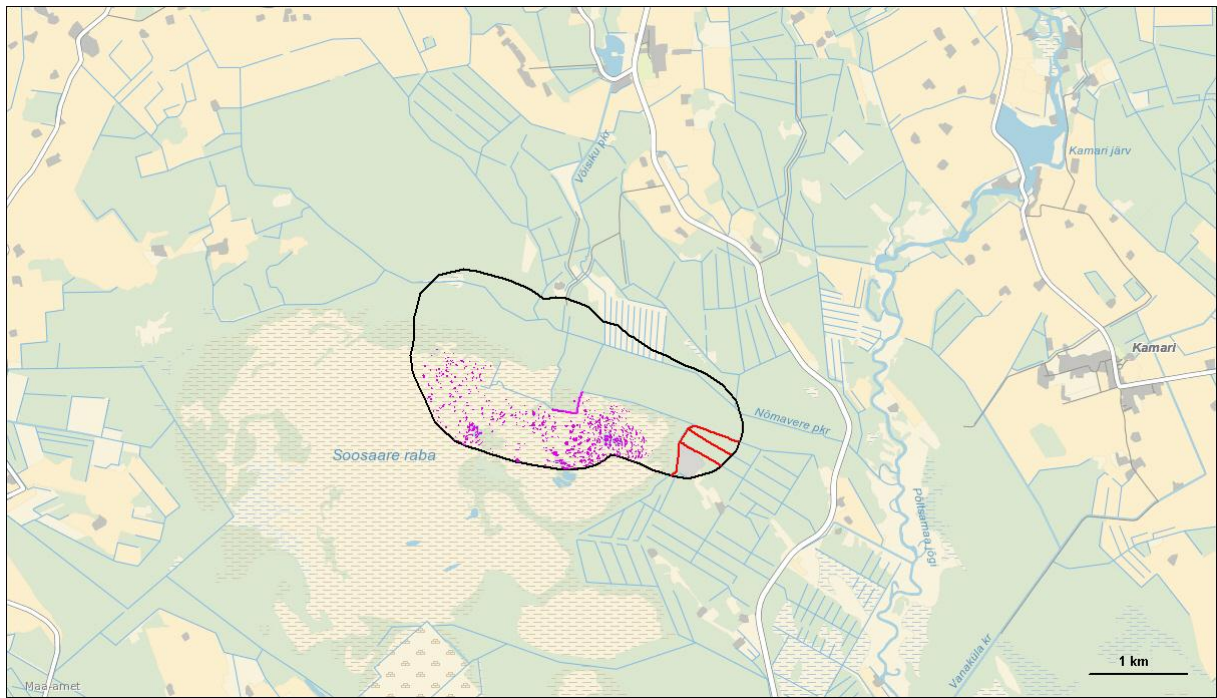 Võisiku pkr
Kamari järv
Kamari
Nõmavere pkr
Soosaare raba
Põltsamaa jõgi
Vanaküla kr
1 km
Maa-amet